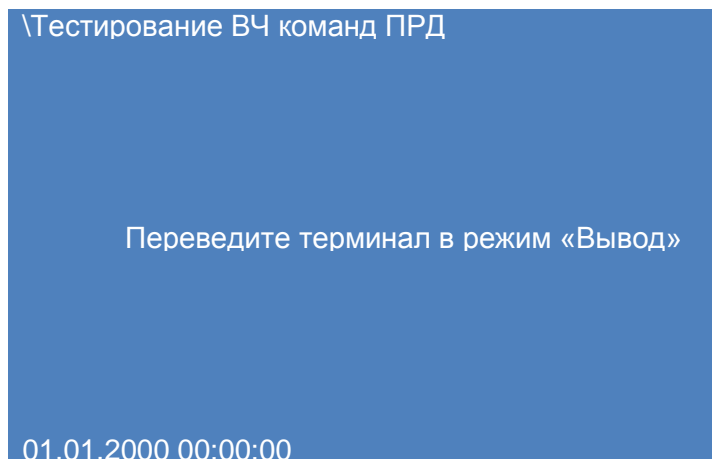 \Тестирование ВЧ команд ПРД
Переведите терминал в режим «Вывод»
01.01.2000 00:00:00